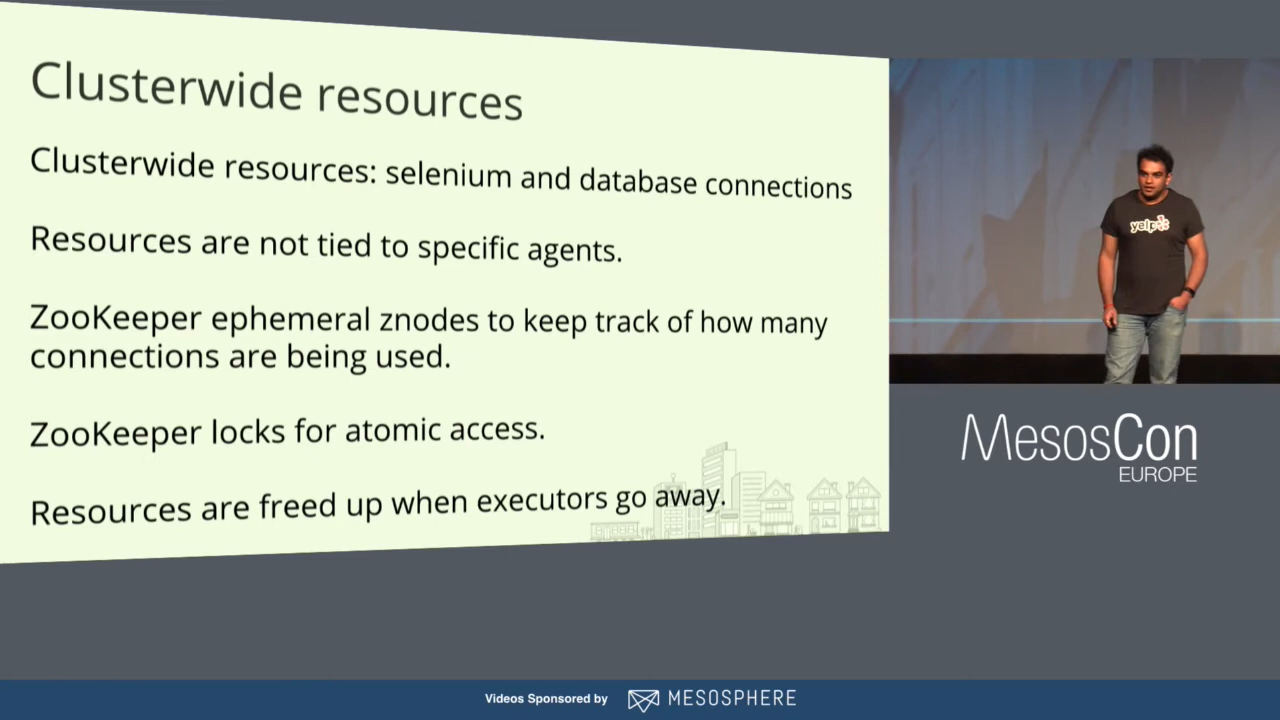 Clusterwide resources
Clusterwide resources: selenium and database connections
Resources are not tied to specific agents.
ZooKeeper ephemeral znodes to keep track of how many
connections are being used.
ZooKeeper locks for atomic access.
Resources are freed up when executors go away.
yelp
MesosCon
EUROPE
Videos Sponsored by MESOSPHERE